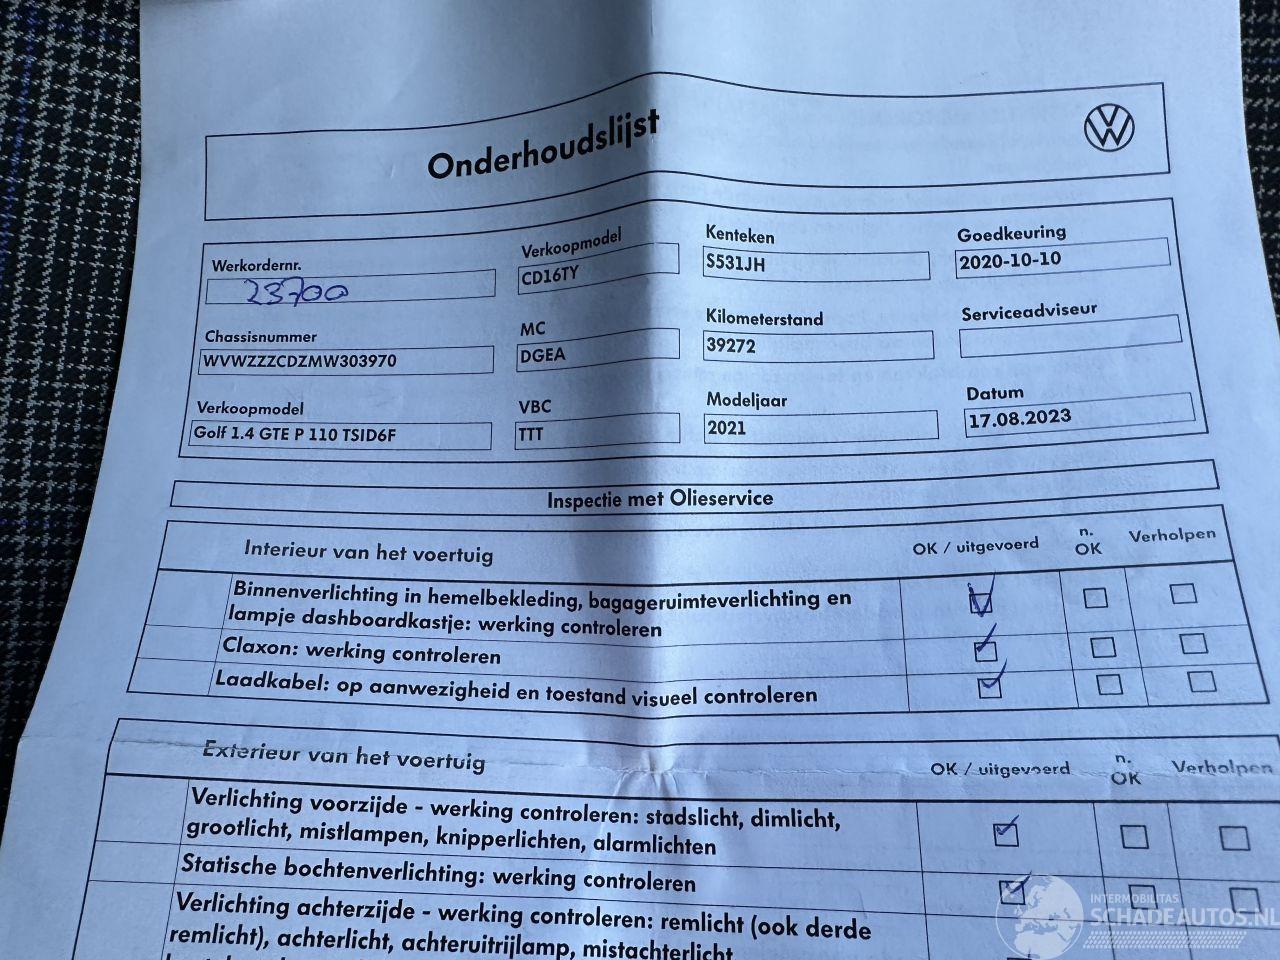 Onderhoudslijst
Werkordernr.
23700
Verkoopmodel
CD16TY
Kenteken
S531JH
Goedkeuring
2020-10-10
Chassisnummer
WVWZZZCDZMW303970
MC
DGEA
Kilometerstand
39272
Serviceadviseur
Verkoopmodel
Golf 1.4 GTE P 110 TSID6F
VBC
TTT
Modeljaar
2021
Datum
17.08.2023
Inspectie met Olieservice
Interieur van het voertuig
OK / uitgevoerd
n.
OK
Verholpen
Binnenverlichting in hemelbekleding, bagageruimteverlichting en
lampje dashboardkastje: werking controleren
Claxon: werking controleren
Laadkabel: op aanwezigheid en toestand visueel controleren
Exterieur van het voertuig
OK / uitgevoerd
n.
OK
Verholpen
Verlichting voorzijde - werking controleren: stadslicht, dimlicht,
grootlicht, mistlampen, knipperlichten, alarmlichten
Statische bochtenverlichting: werking controleren
Verlichting achterzijde - werking controleren: remlicht (ook derde
remlicht), achterlicht, achteruitrijlamp, mistachterlicht
INTERMOBILITAS
SCHADEAUTOS.NL